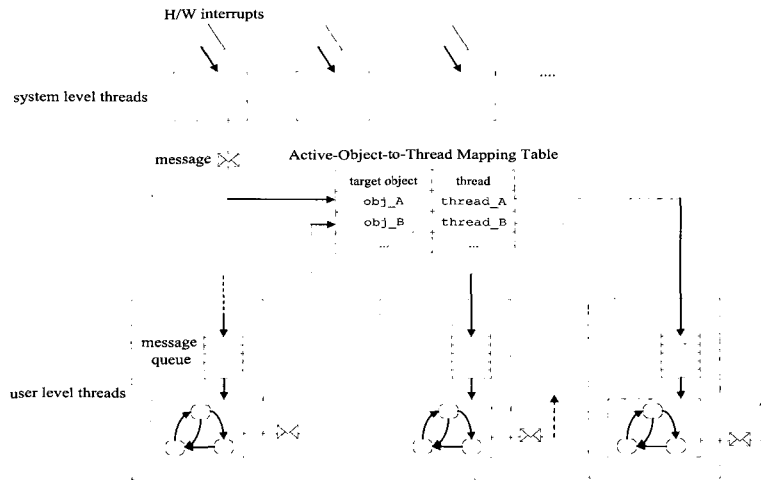 H/W interrupts
....
system level threads
message
Active-Object-to-Thread Mapping Table
target object thread
obj_A thread_A
obj_B thread_B
... ...
message
queue
user level threads